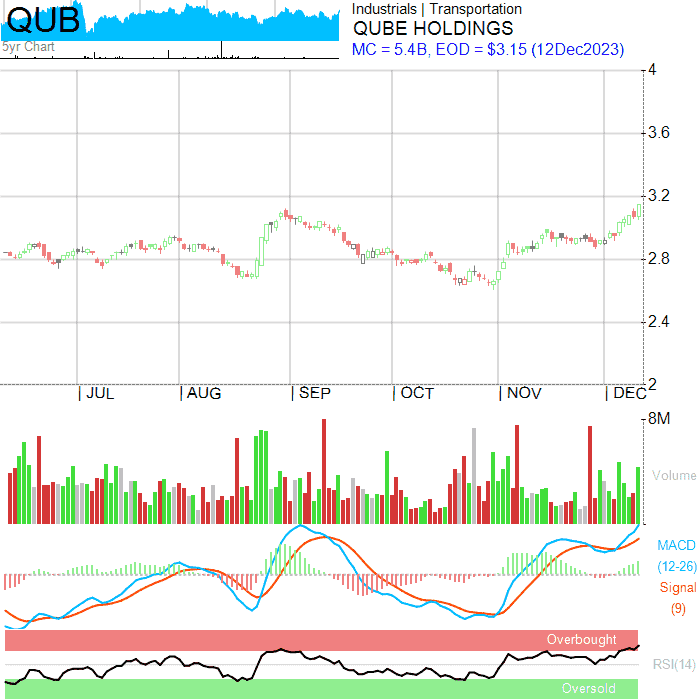 QUB
5yr Chart
Industrials | Transportation
QUBE HOLDINGS
MC = 5.4B, EOD = $3.15 (12Dec2023)
4
3.6
3.2
2.8
2.4
2
| JUL | AUG | SEP | OCT | NOV | DEC
8M
Volume
MACD
(12-26)
Signal
(9)
Overbought
RSI(14)
Oversold